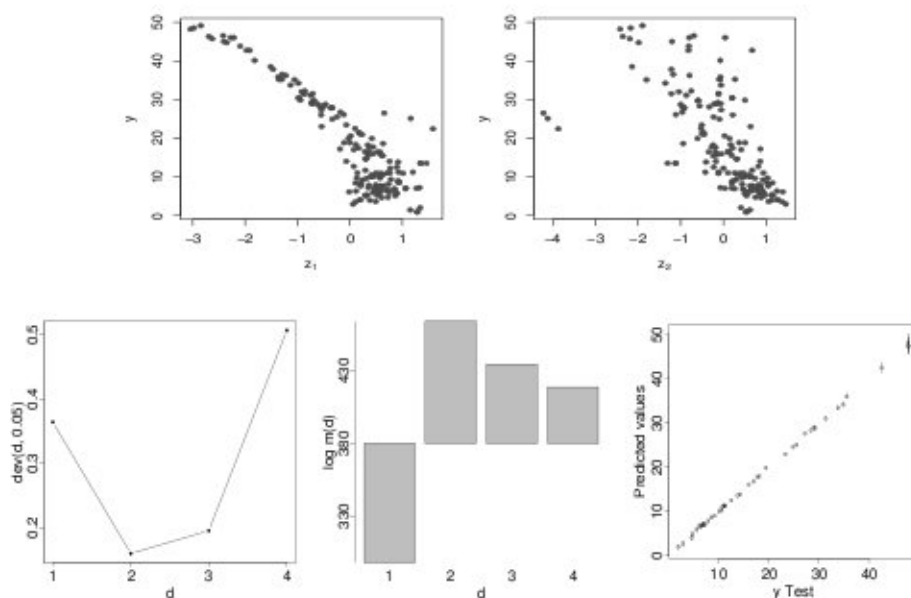 y
0 10 20 30 40 50
−3 −2 −1 0 1
z₁
y
0 10 20 30 40 50
−4 −3 −2 −1 0 1
z₂
dev(d, 0.05)
0.2 0.3 0.4 0.5
1 2 3 4
d
log m(d)
330 380 430
1 2 3 4
d
Predicted values
0 10 20 30 40 50
10 20 30 40
y Test